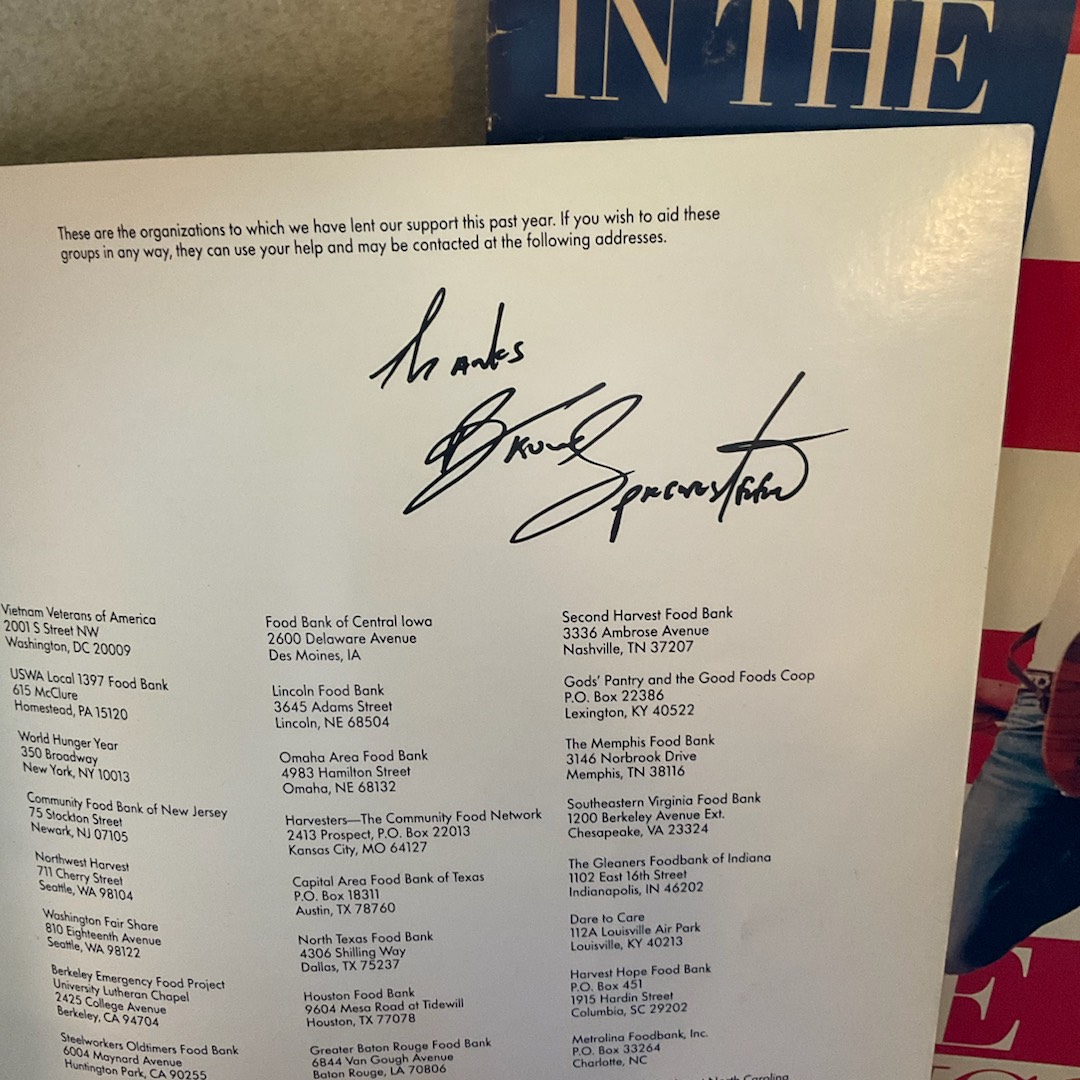 IN THE
These are the organizations to which we have lent our support this past year. If you wish to aid these
groups in any way, they can use your help and may be contacted at the following addresses.
Thanks
Bruce
Springsteen
Vietnam Veterans of America
2001 S Street NW
Washington, DC 20009
USWA Local 1397 Food Bank
615 McClure
Homestead, PA 15120
World Hunger Year
350 Broadway
New York, NY 10013
Community Food Bank of New Jersey
75 Stockton Street
Newark, NJ 07105
Northwest Harvest
711 Cherry Street
Seattle, WA 98104
Washington Fair Share
810 Eighteenth Avenue
Seattle, WA 98122
Berkeley Emergency Food Project
University Lutheran Chapel
2425 College Avenue
Berkeley, CA 94704
Steelworkers Oldtimers Food Bank
6004 Maynard Avenue
Huntington Park, CA 90255
Food Bank of Central Iowa
2600 Delaware Avenue
Des Moines, IA
Lincoln Food Bank
3645 Adams Street
Lincoln, NE 68504
Omaha Area Food Bank
4983 Hamilton Street
Omaha, NE 68132
Harvesters—The Community Food Network
2413 Prospect, P.O. Box 22013
Kansas City, MO 64127
Capital Area Food Bank of Texas
P.O. Box 18311
Austin, TX 78760
North Texas Food Bank
4306 Shilling Way
Dallas, TX 75237
Houston Food Bank
9604 Mesa Road at Tidewill
Houston, TX 77078
Greater Baton Rouge Food Bank
6844 Van Gough Avenue
Baton Rouge, LA 70806
Second Harvest Food Bank
3336 Ambrose Avenue
Nashville, TN 37207
Gods' Pantry and the Good Foods Coop
P.O. Box 22386
Lexington, KY 40522
The Memphis Food Bank
3146 Norbrook Drive
Memphis, TN 38116
Southeastern Virginia Food Bank
1200 Berkeley Avenue Ext.
Chesapeake, VA 23324
The Gleaners Foodbank of Indiana
1102 East 16th Street
Indianapolis, IN 46202
Dare to Care
112A Louisville Air Park
Louisville, KY 40213
Harvest Hope Food Bank
P.O. Box 451
1915 Hardin Street
Columbia, SC 29202
Metrolina Foodbank, Inc.
P.O. Box 33264
Charlotte, NC
North Carolina
E